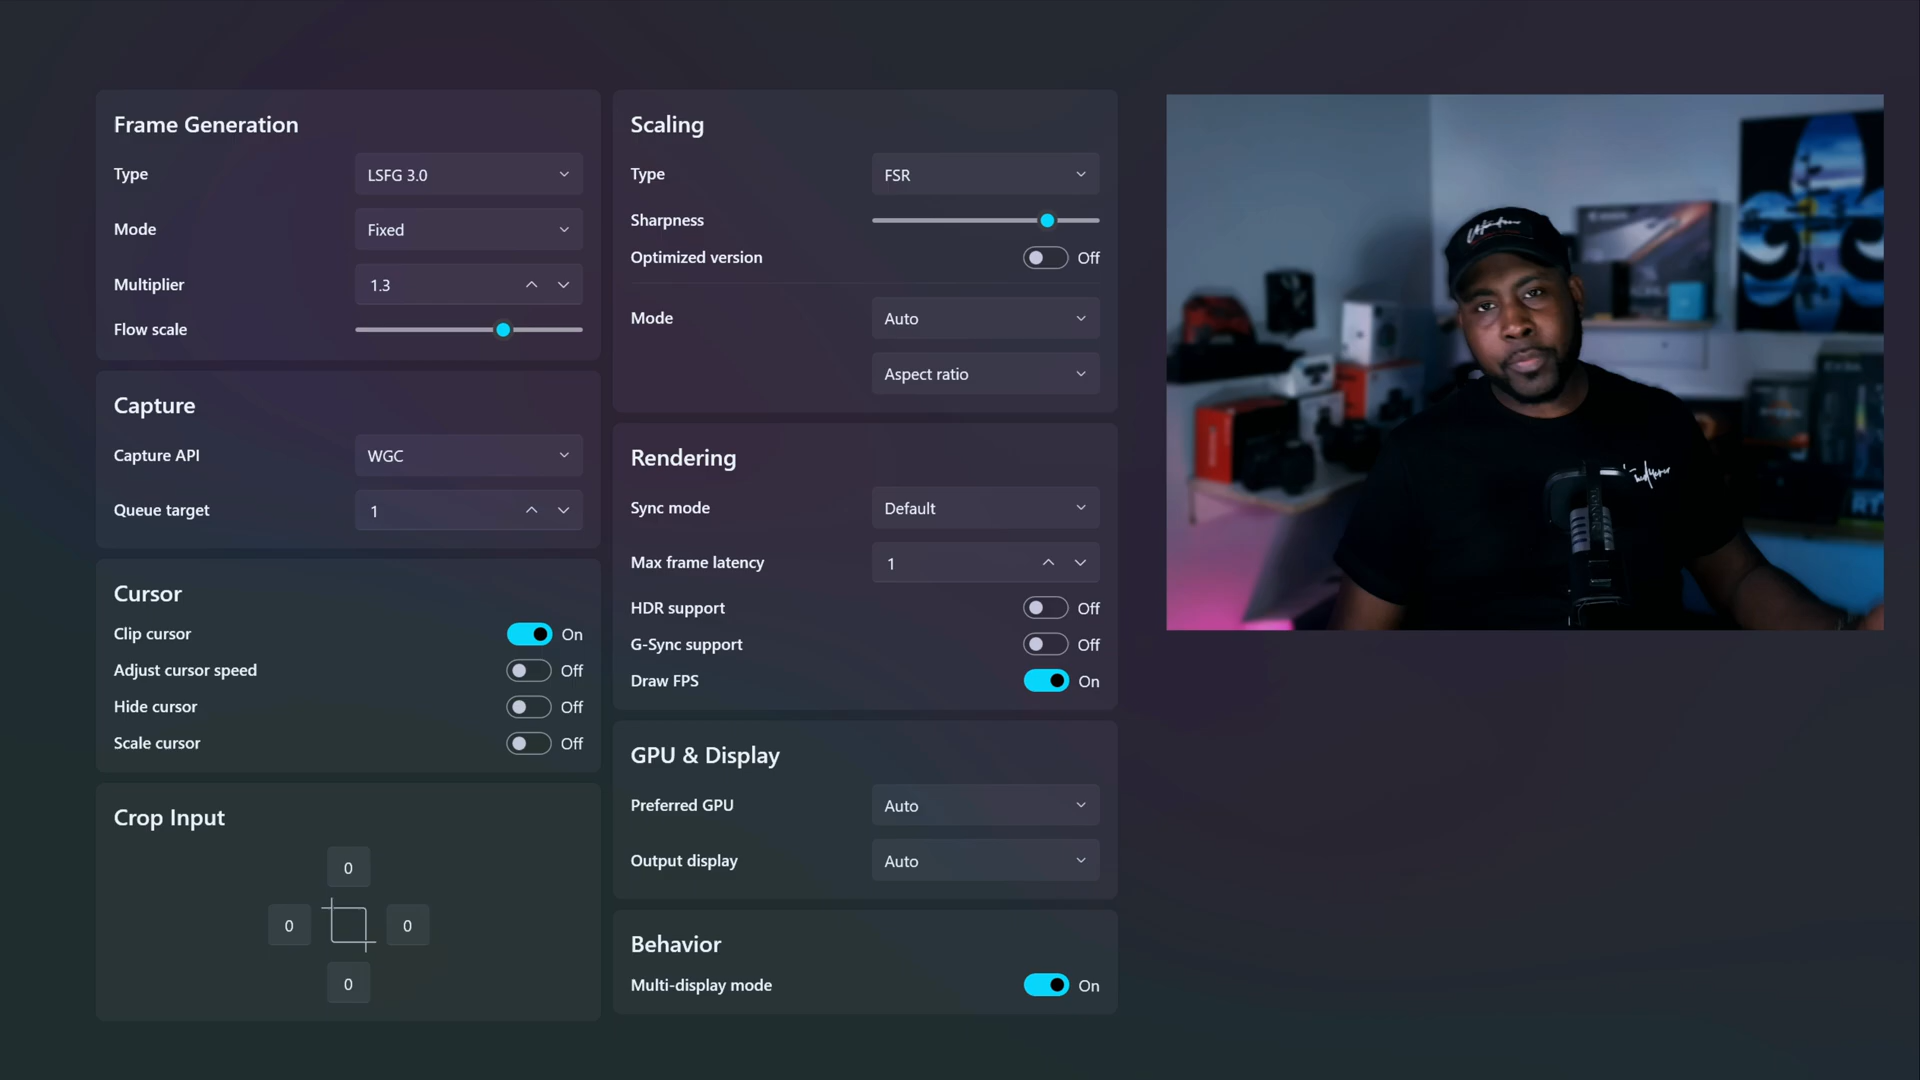 Frame Generation
Type
LSFG 3.0
Mode
Fixed
Multiplier
1.3
Flow scale
Capture
Capture API
WGC
Queue target
1
Cursor
Clip cursor
On
Adjust cursor speed
Off
Hide cursor
Off
Scale cursor
Off
Crop Input
0
0
0
0
Scaling
Type
FSR
Sharpness
Optimized version
Off
Mode
Auto
Aspect ratio
Rendering
Sync mode
Default
Max frame latency
1
HDR support
Off
G-Sync support
Off
Draw FPS
On
GPU & Display
Preferred GPU
Auto
Output display
Auto
Behavior
Multi-display mode
On